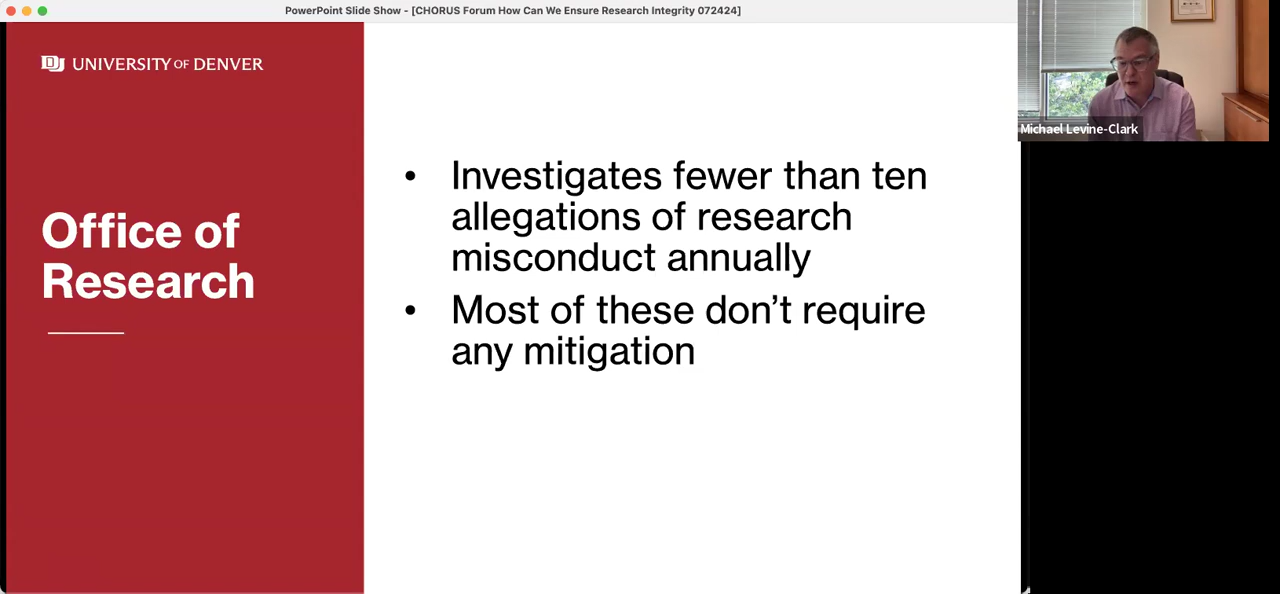 PowerPoint Slide Show - [CHORUS Forum How Can We Ensure Research Integrity 072424]
UNIVERSITY OF DENVER
Office of
Research
• Investigates fewer than ten
allegations of research
misconduct annually
• Most of these don’t require
any mitigation
Michael Levine-Clark